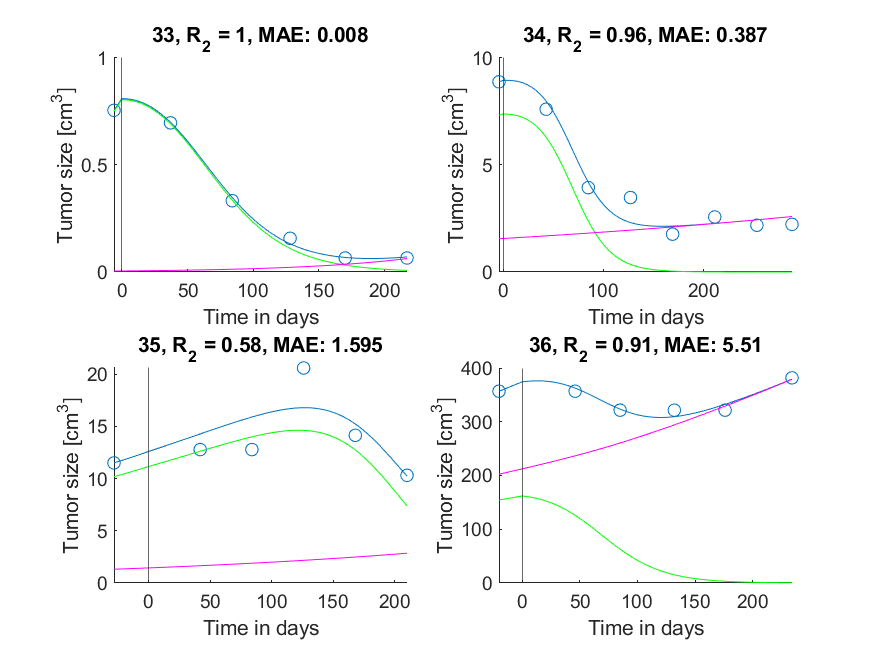 33, R2 = 1, MAE: 0.008
Tumor size [cm3]
1
0.5
0
0 50 100 150 200
Time in days
34, R2 = 0.96, MAE: 0.387
Tumor size [cm3]
10
5
0
0 100 200
Time in days
35, R2 = 0.58, MAE: 1.595
Tumor size [cm3]
20
15
10
5
0
0 50 100 150 200
Time in days
36, R2 = 0.91, MAE: 5.51
Tumor size [cm3]
400
300
200
100
0
0 50 100 150 200
Time in days